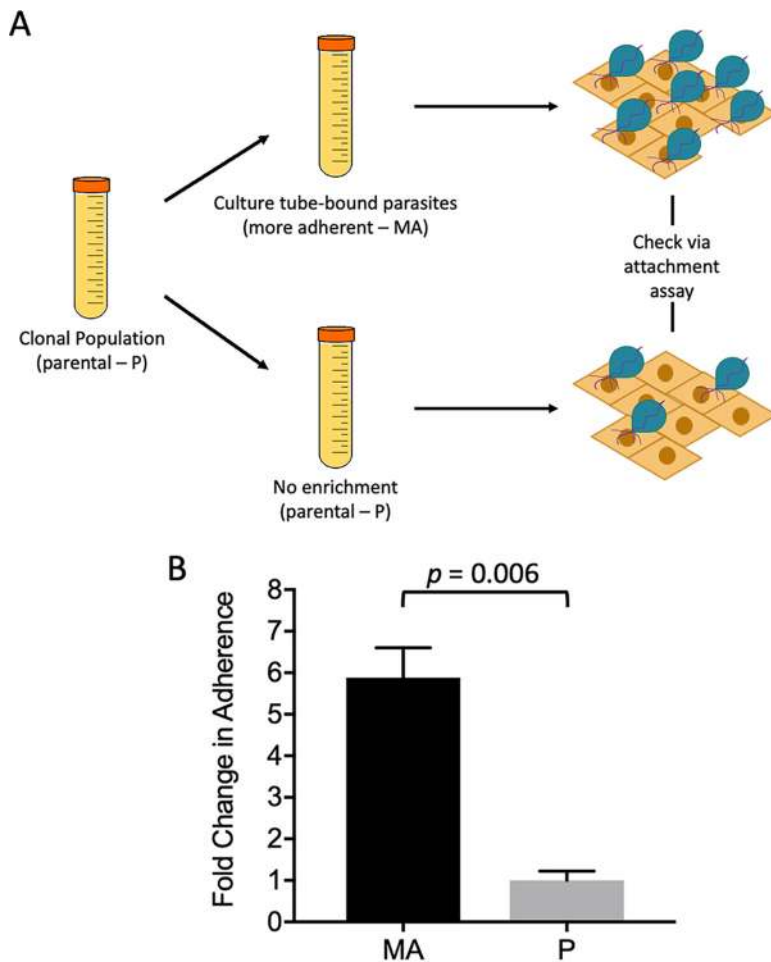 A
Culture tube-bound parasites
(more adherent – MA)
Check via
attachment
assay
Clonal Population
(parental – P)
No enrichment
(parental – P)
B
p = 0.006
8
7
6
5
4
3
2
1
0
Fold Change in Adherence
MA
P